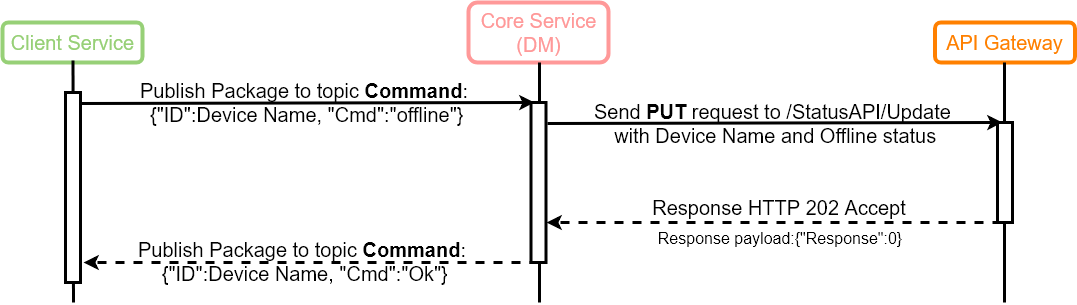 Client Service
Core Service
(DM)
API Gateway
Publish Package to topic Command:
{"ID":Device Name, "Cmd":"offline"}
Send PUT request to /StatusAPI/Update
with Device Name and Offline status
Response HTTP 202 Accept
Response payload:{"Response":0}
Publish Package to topic Command:
{"ID":Device Name, "Cmd":"Ok"}